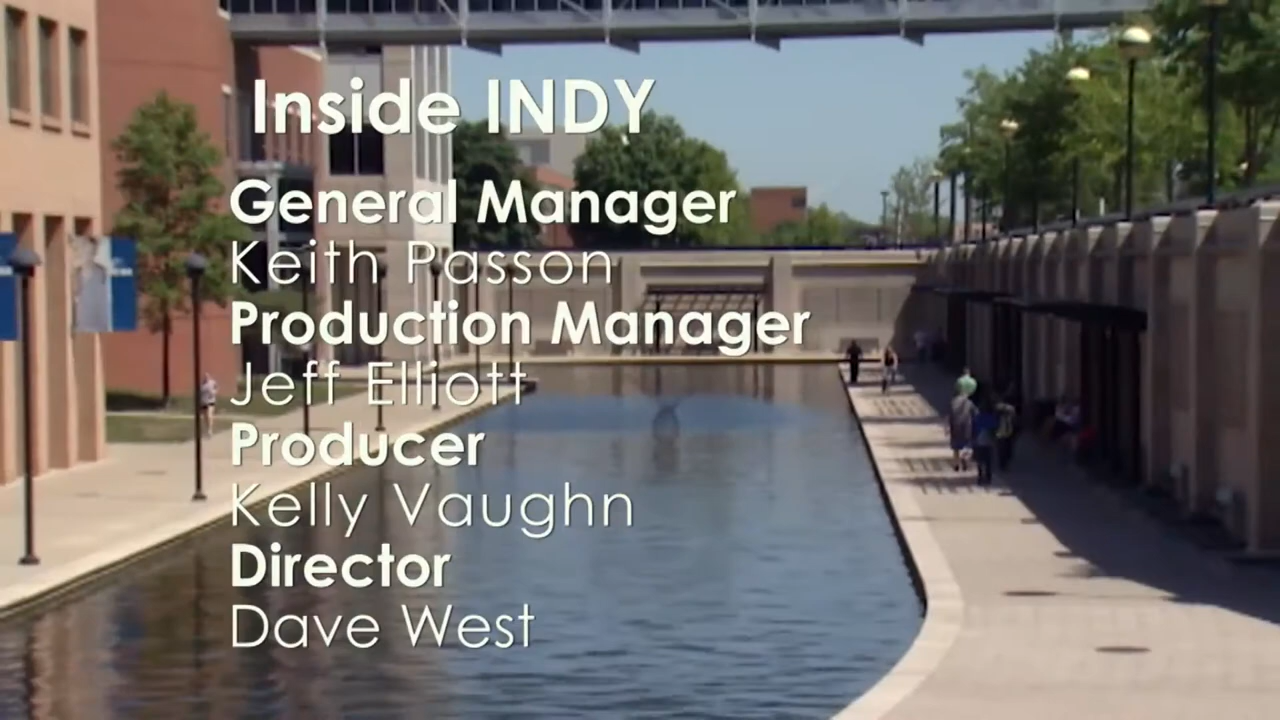 Inside INDY
General Manager
Keith Passon
Production Manager
Jeff Elliott
Producer
Kelly Vaughn
Director
Dave West